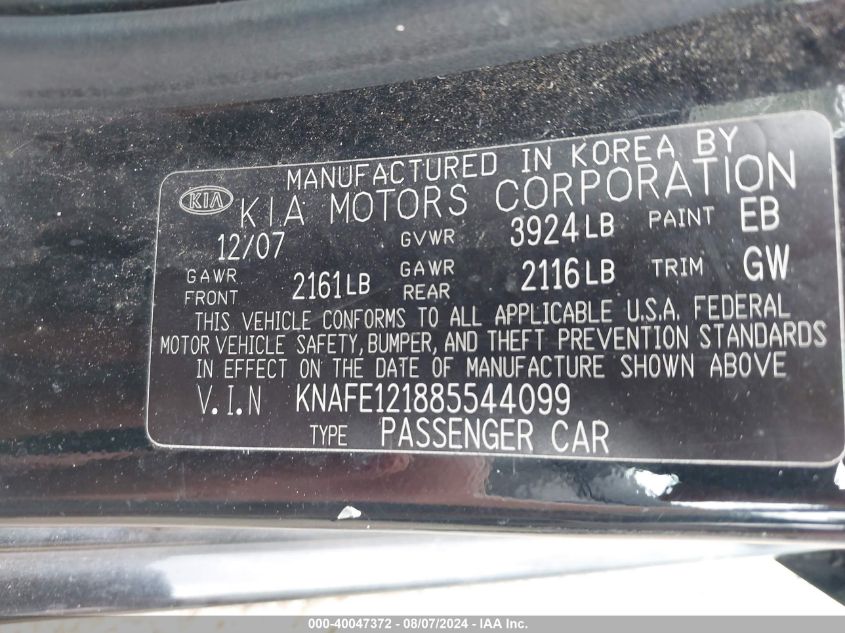 MANUFACTURED IN KOREA BY
KIA KIA MOTORS CORPORATION
12/07 GVWR 3924LB PAINT EB
GAWR FRONT 2161LB GAWR REAR 2116LB TRIM GW
THIS VEHICLE CONFORMS TO ALL APPLICABLE U.S.A. FEDERAL
MOTOR VEHICLE SAFETY, BUMPER, AND THEFT PREVENTION STANDARDS
IN EFFECT ON THE DATE OF MANUFACTURE SHOWN ABOVE
V.I.N KNAFE121885544099
TYPE PASSENGER CAR
000-40047372 - 08/07/2024 - IAA Inc.